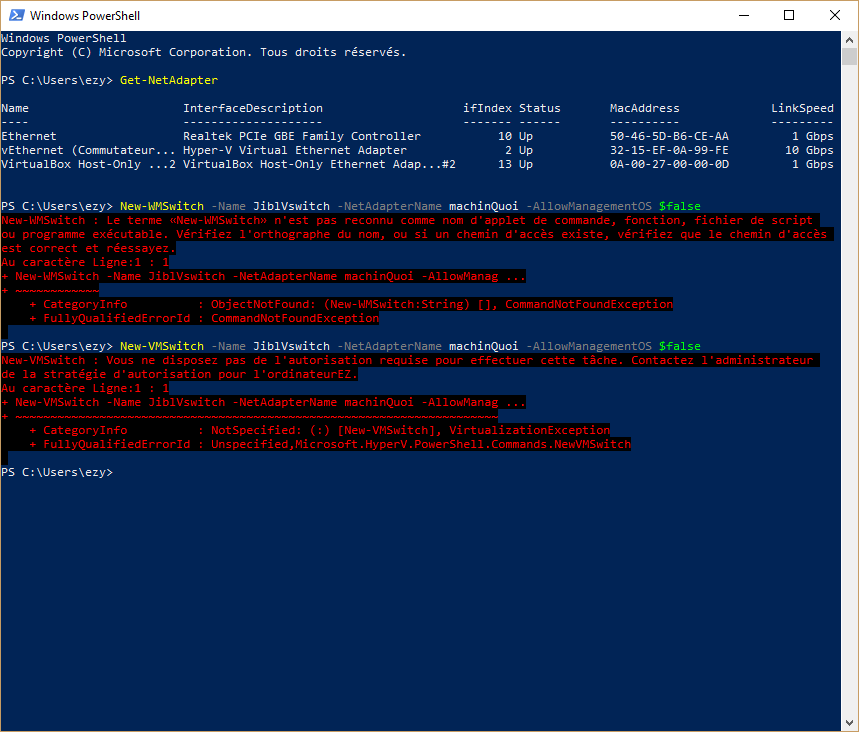 Windows PowerShell
Windows PowerShell
Copyright (C) Microsoft Corporation. Tous droits réservés.
PS C:\Users\ezy> Get-NetAdapter
Name InterfaceDescription ifIndex Status MacAddress LinkSpeed
---- -------------------- ------- ------ ---------- ---------
Ethernet Realtek PCIe GBE Family Controller 10 Up 50-46-5D-B6-CE-AA 1 Gbps
vEthernet (Commutateur... Hyper-V Virtual Ethernet Adapter 2 Up 32-15-EF-0A-99-FE 10 Gbps
VirtualBox Host-Only ...2 VirtualBox Host-Only Ethernet Adap...#2 13 Up 0A-00-27-00-00-0D 1 Gbps
PS C:\Users\ezy> New-WMSwitch -Name JiblVswitch -NetAdapterName machinQuoi -AllowManagementOS $false
New-WMSwitch : Le terme «New-WMSwitch» n'est pas reconnu comme nom d'applet de commande, fonction, fichier de script
ou programme exécutable. Vérifiez l'orthographe du nom, ou si un chemin d'accès existe, vérifiez que le chemin d'accès
est correct et réessayez.
Au caractère Ligne:1 : 1
+ New-WMSwitch -Name JiblVswitch -NetAdapterName machinQuoi -AllowManag ...
+ ~~~~~~~~~~~~
+ CategoryInfo : ObjectNotFound: (New-WMSwitch:String) [], CommandNotFoundException
+ FullyQualifiedErrorId : CommandNotFoundException
PS C:\Users\ezy> New-VMSwitch -Name JiblVswitch -NetAdapterName machinQuoi -AllowManagementOS $false
New-VMSwitch : Vous ne disposez pas de l'autorisation requise pour effectuer cette tâche. Contactez l'administrateur
de la stratégie d'autorisation pour l'ordinateurEZ.
Au caractère Ligne:1 : 1
+ New-VMSwitch -Name JiblVswitch -NetAdapterName machinQuoi -AllowManag ...
+ ~~~~~~~~~~~~~~~~~~~~~~~~~~~~~~~~~~~~~~~~~~~~~~~~~~~~~~~~~~~~~~~~~~~~~
+ CategoryInfo : NotSpecified: (:) [New-VMSwitch], VirtualizationException
+ FullyQualifiedErrorId : Unspecified,Microsoft.HyperV.PowerShell.Commands.NewVMSwitch
PS C:\Users\ezy>